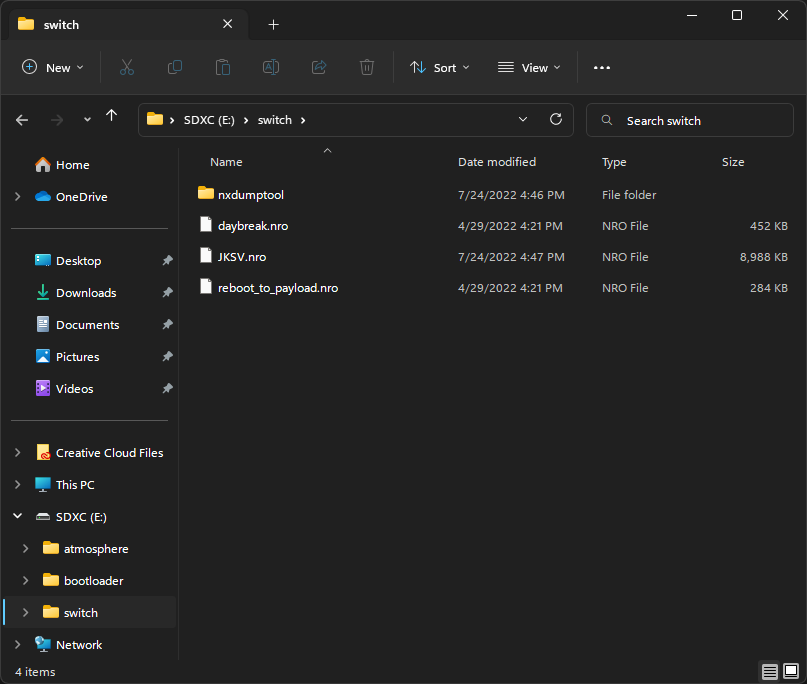 switch
New
Sort
View
SDXC (E:) switch
Search switch
Name Date modified Type Size
nxdumptool 7/24/2022 4:46 PM File folder
daybreak.nro 4/29/2022 4:21 PM NRO File 452 KB
JKSV.nro 7/24/2022 4:47 PM NRO File 8,988 KB
reboot_to_payload.nro 4/29/2022 4:21 PM NRO File 284 KB
Home
OneDrive
Desktop
Downloads
Documents
Pictures
Videos
Creative Cloud Files
This PC
SDXC (E:)
atmosphere
bootloader
switch
Network
4 items